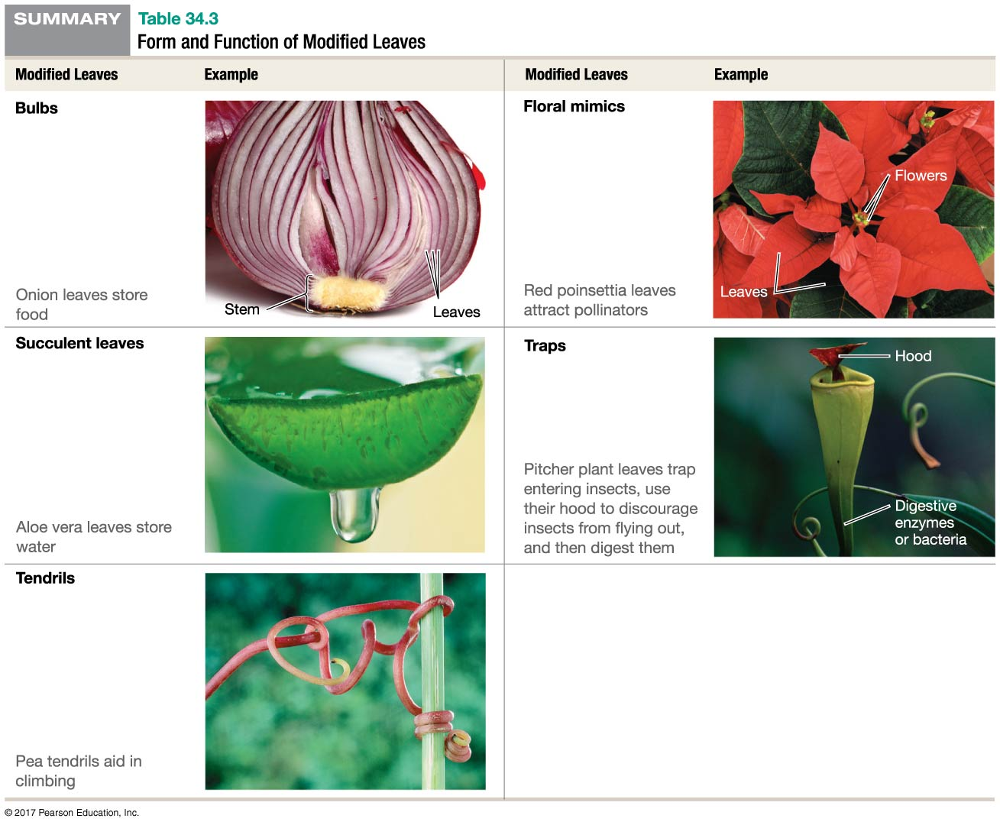 SUMMARY
Table 34.3
Form and Function of Modified Leaves
Modified Leaves
Example
Modified Leaves
Example
Bulbs
Onion leaves store
food
Stem
Leaves
Floral mimics
Red poinsettia leaves
attract pollinators
Flowers
Leaves
Succulent leaves
Aloe vera leaves store
water
Traps
Pitcher plant leaves trap
entering insects, use
their hood to discourage
insects from flying out,
and then digest them
Hood
Digestive
enzymes
or bacteria
Tendrils
Pea tendrils aid in
climbing
© 2017 Pearson Education, Inc.